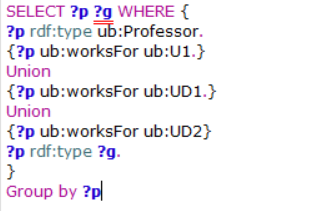 SELECT ?p ?g WHERE {
?p rdf:type ub:Professor.
{?p ub:worksFor ub:U1.}
Union
{?p ub:worksFor ub:UD1.}
Union
{?p ub:worksFor ub:UD2}
?p rdf:type ?g.
}
Group by ?p